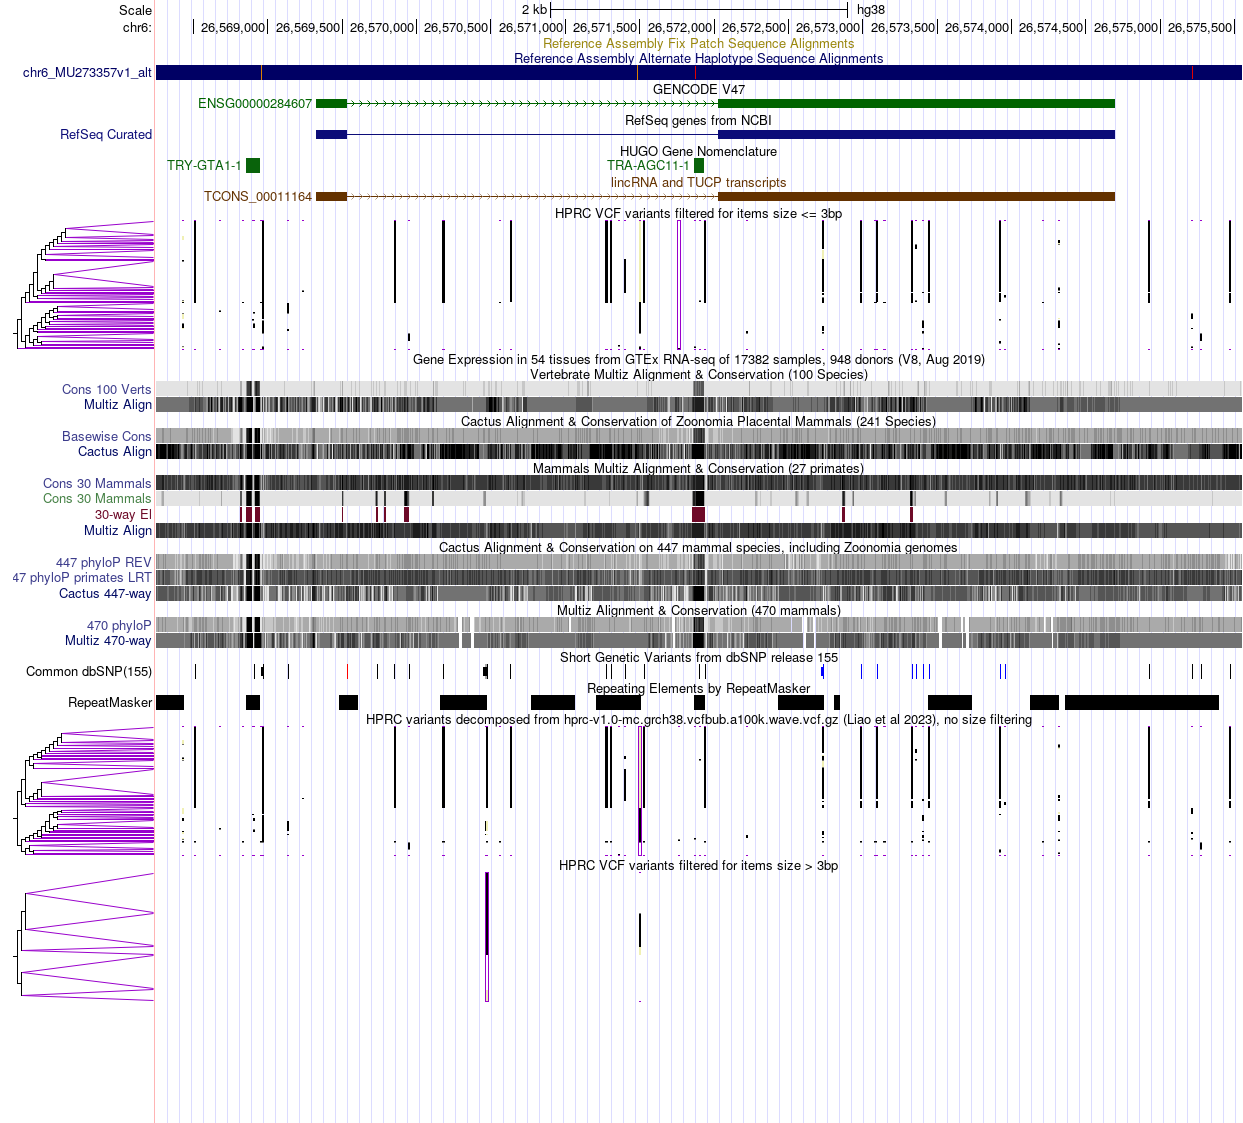 Scale 2 kb hg38
chr6: 26,569,000 26,569,500 26,570,000 26,570,500 26,571,000 26,571,500 26,572,000 26,572,500 26,573,000 26,573,500 26,574,000 26,574,500 26,575,000 26,575,500
Reference Assembly Fix Patch Sequence Alignments
Reference Assembly Alternate Haplotype Sequence Alignments
chr6_MU273357v1_alt
GENCODE V47
ENSG00000284607
RefSeq genes from NCBI
RefSeq Curated
HUGO Gene Nomenclature
TRY-GTA1-1 TRA-AGC11-1
lincRNA and TUCP transcripts
TCONS_00011164
HPRC VCF variants filtered for items size <= 3bp
Gene Expression in 54 tissues from GTEx RNA-seq of 17382 samples, 948 donors (V8, Aug 2019)
Vertebrate Multiz Alignment & Conservation (100 Species)
Cons 100 Verts
Multiz Align
Cactus Alignment & Conservation of Zoonomia Placental Mammals (241 Species)
Basewise Cons
Cactus Align
Mammals Multiz Alignment & Conservation (27 primates)
Cons 30 Mammals
Cons 30 Mammals
30-way El
Multiz Align
Cactus Alignment & Conservation on 447 mammal species, including Zoonomia genomes
447 phyloP REV
47 phyloP primates LRT
Cactus 447-way
Multiz Alignment & Conservation (470 mammals)
470 phyloP
Multiz 470-way
Short Genetic Variants from dbSNP release 155
Common dbSNP(155)
Repeating Elements by RepeatMasker
RepeatMasker
HPRC variants decomposed from hprc-v1.0-mc.grch38.vcfbub.a100k.wave.vcf.gz (Liao et al 2023), no size filtering
HPRC VCF variants filtered for items size > 3bp